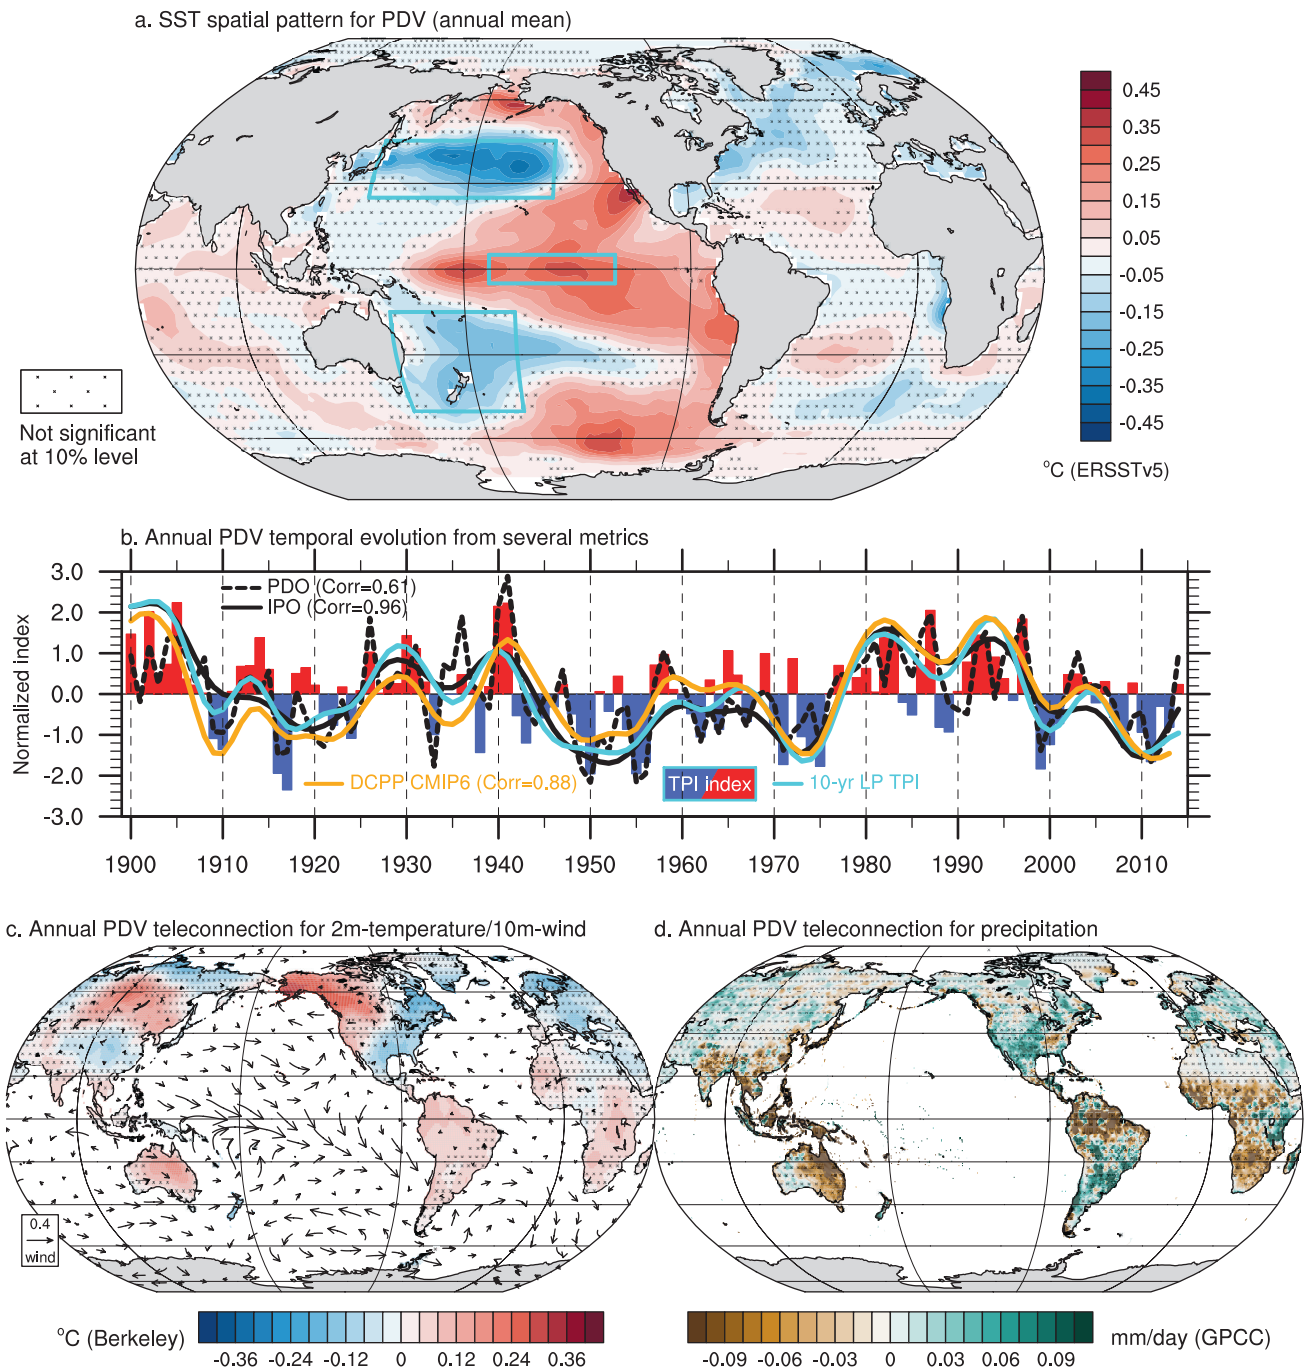 a. SST spatial pattern for PDV (annual mean)
0.45
0.35
0.25
0.15
0.05
-0.05
-0.15
-0.25
-0.35
-0.45
°C (ERSSTv5)
Not significant
at 10% level
b. Annual PDV temporal evolution from several metrics
Normalized index
3.0
2.0
1.0
0.0
-1.0
-2.0
-3.0
PDO (Corr=0.61)
IPO (Corr=0.96)
DCPP CMIP6 (Corr=0.88)
TPI index
10-yr LP TPI
1900 1910 1920 1930 1940 1950 1960 1970 1980 1990 2000 2010
c. Annual PDV teleconnection for 2m-temperature/10m-wind
0.4
wind
°C (Berkeley)
-0.36 -0.24 -0.12 0 0.12 0.24 0.36
d. Annual PDV teleconnection for precipitation
mm/day (GPCC)
-0.09 -0.06 -0.03 0 0.03 0.06 0.09